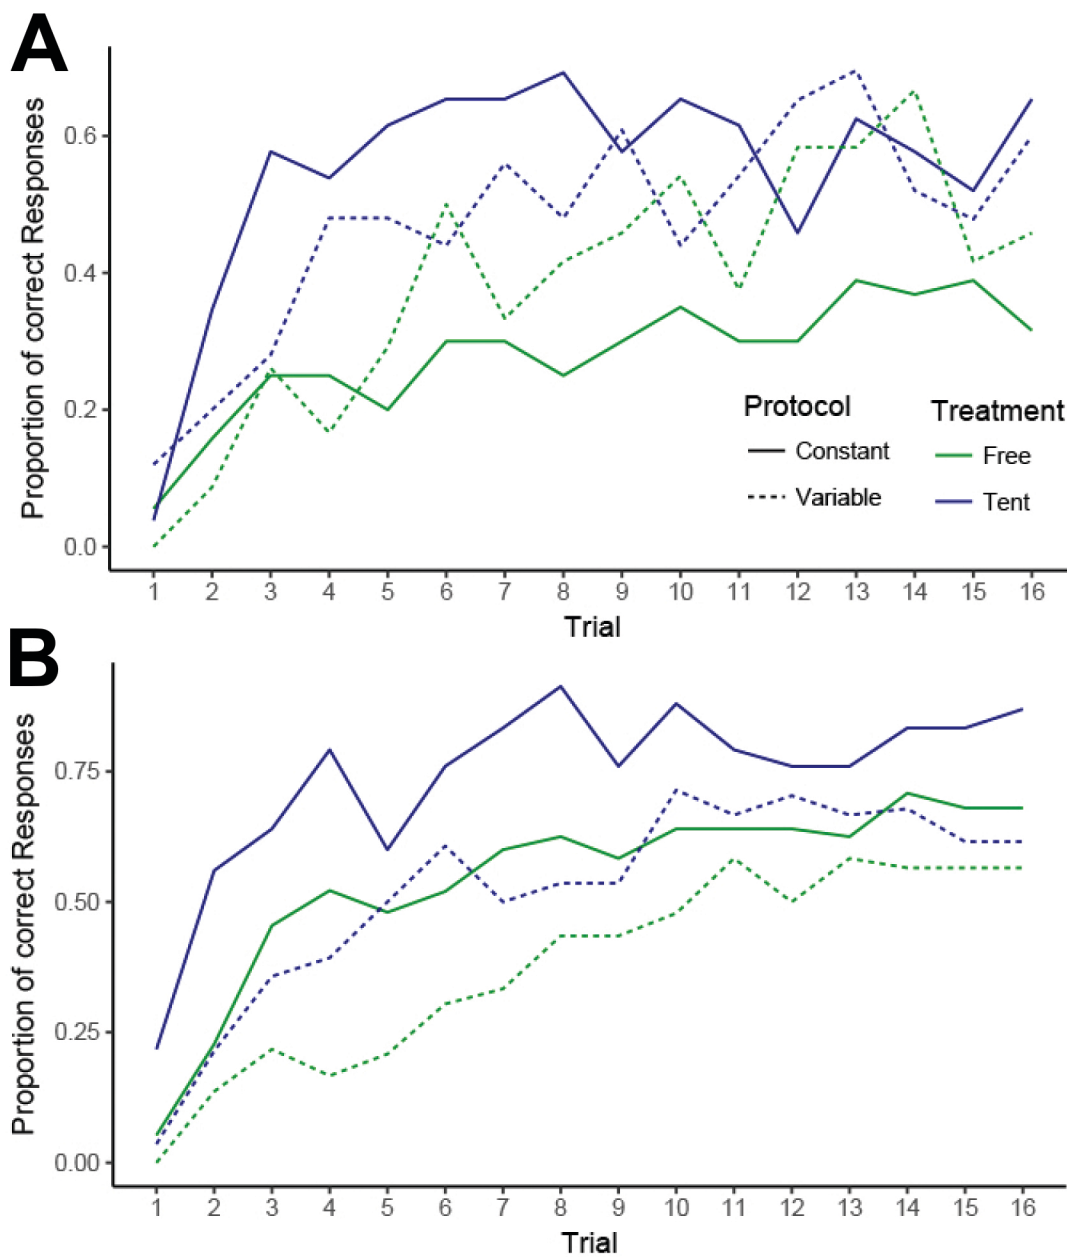 A
Proportion of correct Responses
0.6
0.4
0.2
0.0
Protocol
Constant
Variable
Treatment
Free
Tent
1 2 3 4 5 6 7 8 9 10 11 12 13 14 15 16
Trial
B
Proportion of correct Responses
0.75
0.50
0.25
0.00
1 2 3 4 5 6 7 8 9 10 11 12 13 14 15 16
Trial